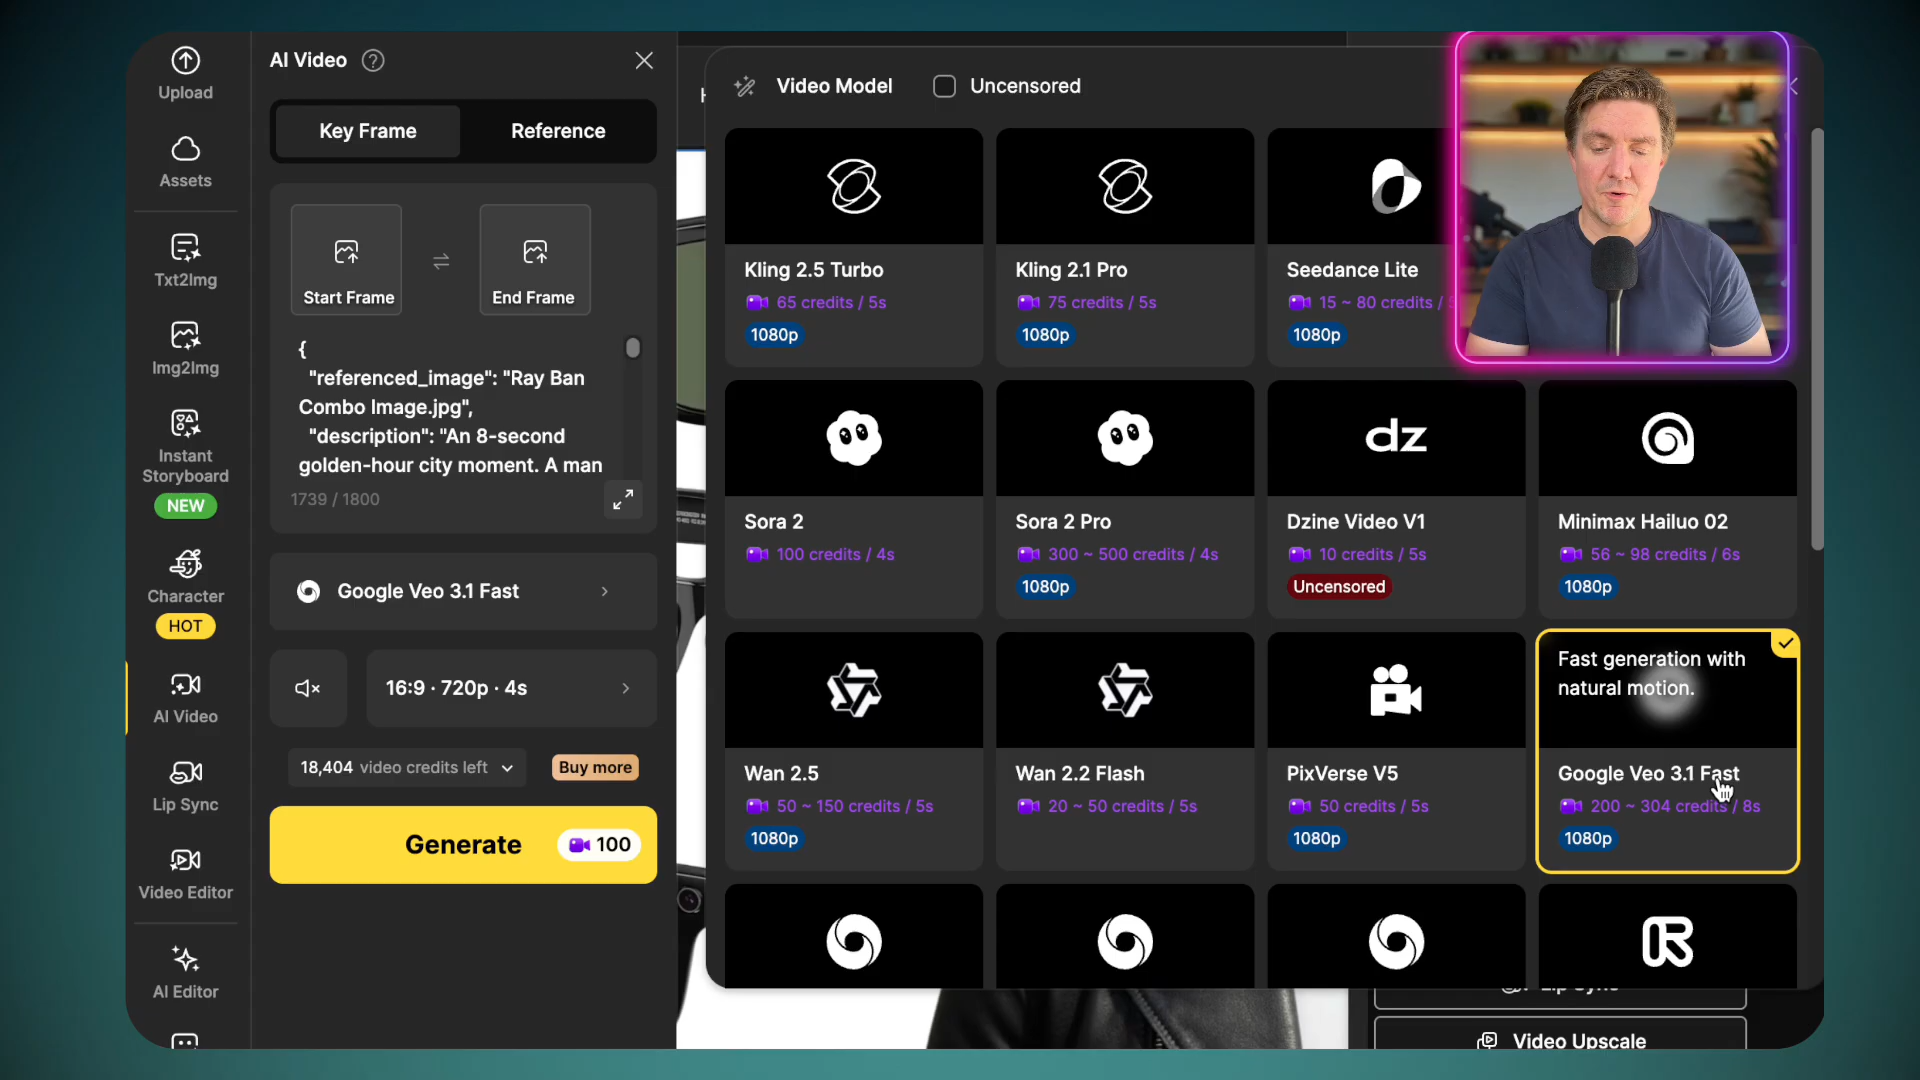 Upload
Assets
Txt2Img
Img2Img
Instant
Storyboard
NEW
Character
HOT
AI Video
Lip Sync
Video Editor
AI Editor
AI Video ?
Key Frame
Reference
Start Frame
End Frame
{
"referenced_image": "Ray Ban
Combo Image.jpg",
"description": "An 8-second
golden-hour city moment. A man
1739 / 1800
Google Veo 3.1 Fast
16:9 · 720p · 4s
18,404 video credits left
Buy more
Generate
100
Video Model
Uncensored
Kling 2.5 Turbo
65 credits / 5s
1080p
Kling 2.1 Pro
75 credits / 5s
1080p
Seedance Lite
15 ~ 80 credits /
1080p
Sora 2
100 credits / 4s
Sora 2 Pro
300 ~ 500 credits / 4s
1080p
dz
Dzine Video V1
10 credits / 5s
Uncensored
Minimax Hailuo 02
56 ~ 98 credits / 6s
1080p
Wan 2.5
50 ~ 150 credits / 5s
1080p
Wan 2.2 Flash
20 ~ 50 credits / 5s
PixVerse V5
50 credits / 5s
1080p
Fast generation with
natural motion.
Google Veo 3.1 Fast
200 ~ 304 credits / 8s
1080p
Lip Sync
Video Upscale